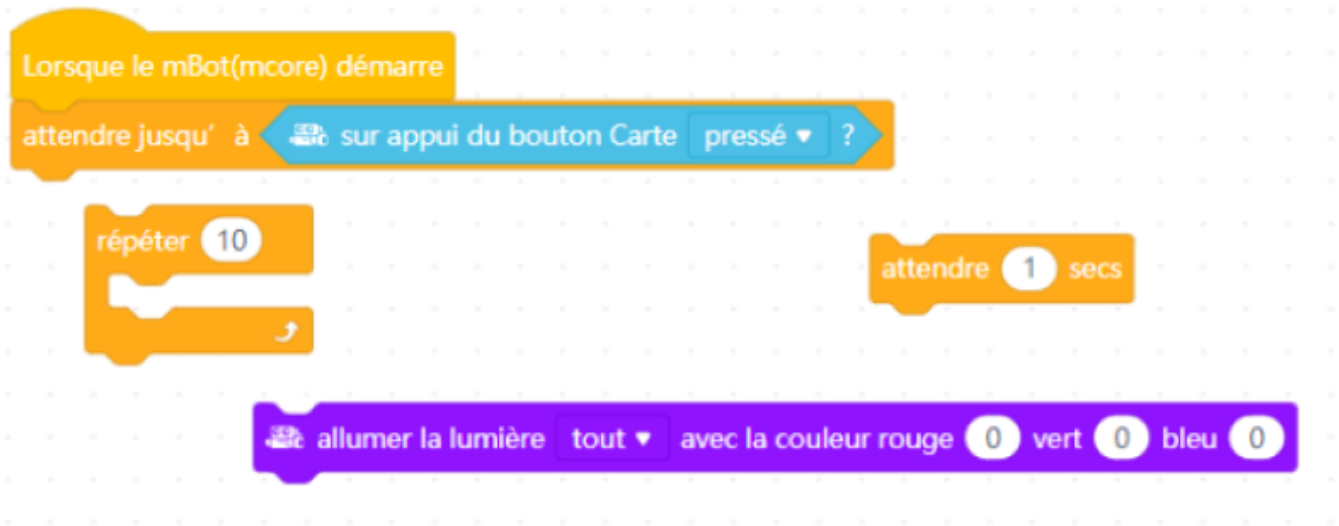 Lorsque le mBot(mcore) démarre
attendre jusqu' à sur appui du bouton Carte pressé ?
répéter 10
attendre 1 secs
allumer la lumière tout avec la couleur rouge 0 vert 0 bleu 0